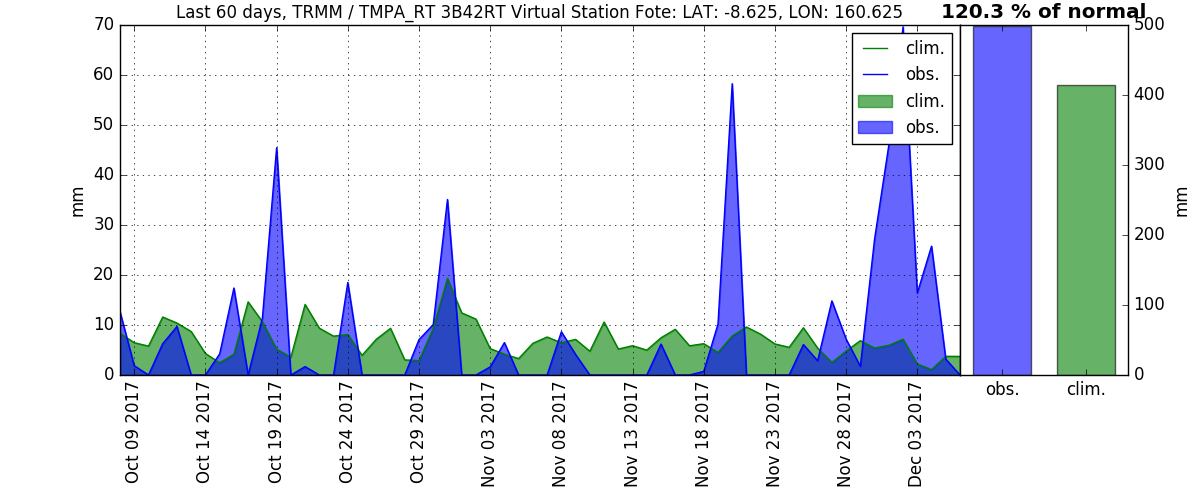 Last 60 days, TRMM / TMPA_RT 3B42RT Virtual Station Fote: LAT: -8.625, LON: 160.625
120.3 % of normal
70
60
50
40
30
20
10
0
mm
clim.
obs.
clim.
obs.
500
400
300
200
100
0
mm
obs.
clim.
Oct 09 2017
Oct 14 2017
Oct 19 2017
Oct 24 2017
Oct 29 2017
Nov 03 2017
Nov 08 2017
Nov 13 2017
Nov 18 2017
Nov 23 2017
Nov 28 2017
Dec 03 2017